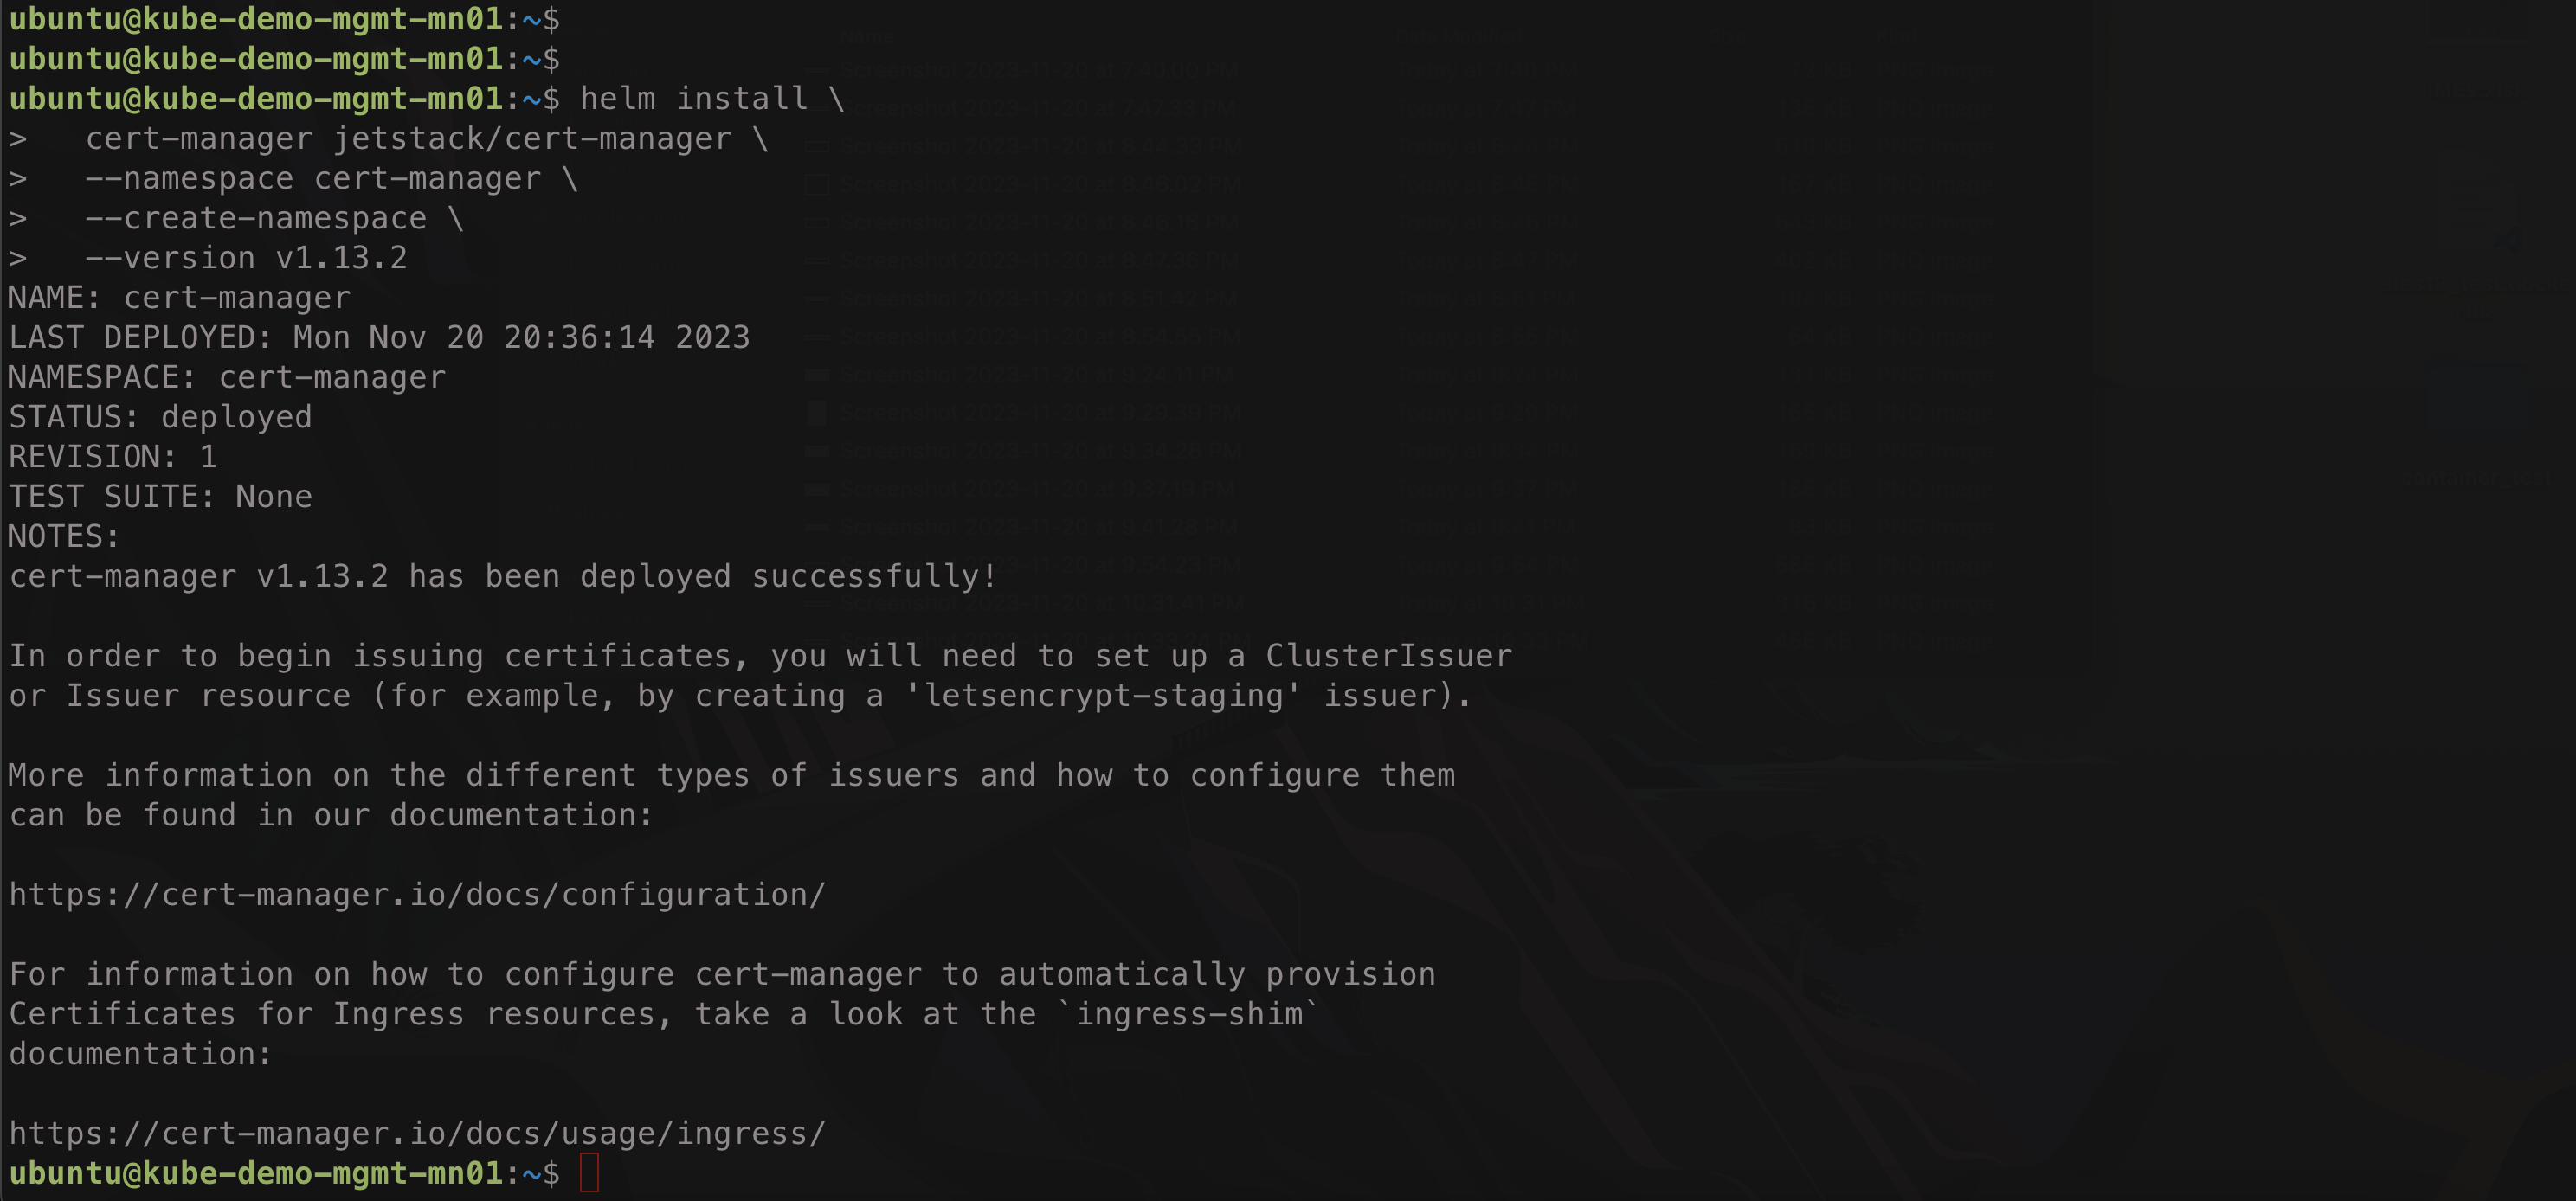 ubuntu@kube-demo-mgmt-mn01:~$
ubuntu@kube-demo-mgmt-mn01:~$
ubuntu@kube-demo-mgmt-mn01:~$ helm install \
>   cert-manager jetstack/cert-manager \
>   --namespace cert-manager \
>   --create-namespace \
>   --version v1.13.2
NAME: cert-manager
LAST DEPLOYED: Mon Nov 20 20:36:14 2023
NAMESPACE: cert-manager
STATUS: deployed
REVISION: 1
TEST SUITE: None
NOTES:
cert-manager v1.13.2 has been deployed successfully!
In order to begin issuing certificates, you will need to set up a ClusterIssuer
or Issuer resource (for example, by creating a 'letsencrypt-staging' issuer).
More information on the different types of issuers and how to configure them
can be found in our documentation:
https://cert-manager.io/docs/configuration/
For information on how to configure cert-manager to automatically provision
Certificates for Ingress resources, take a look at the `ingress-shim`
documentation:
https://cert-manager.io/docs/usage/ingress/
ubuntu@kube-demo-mgmt-mn01:~$